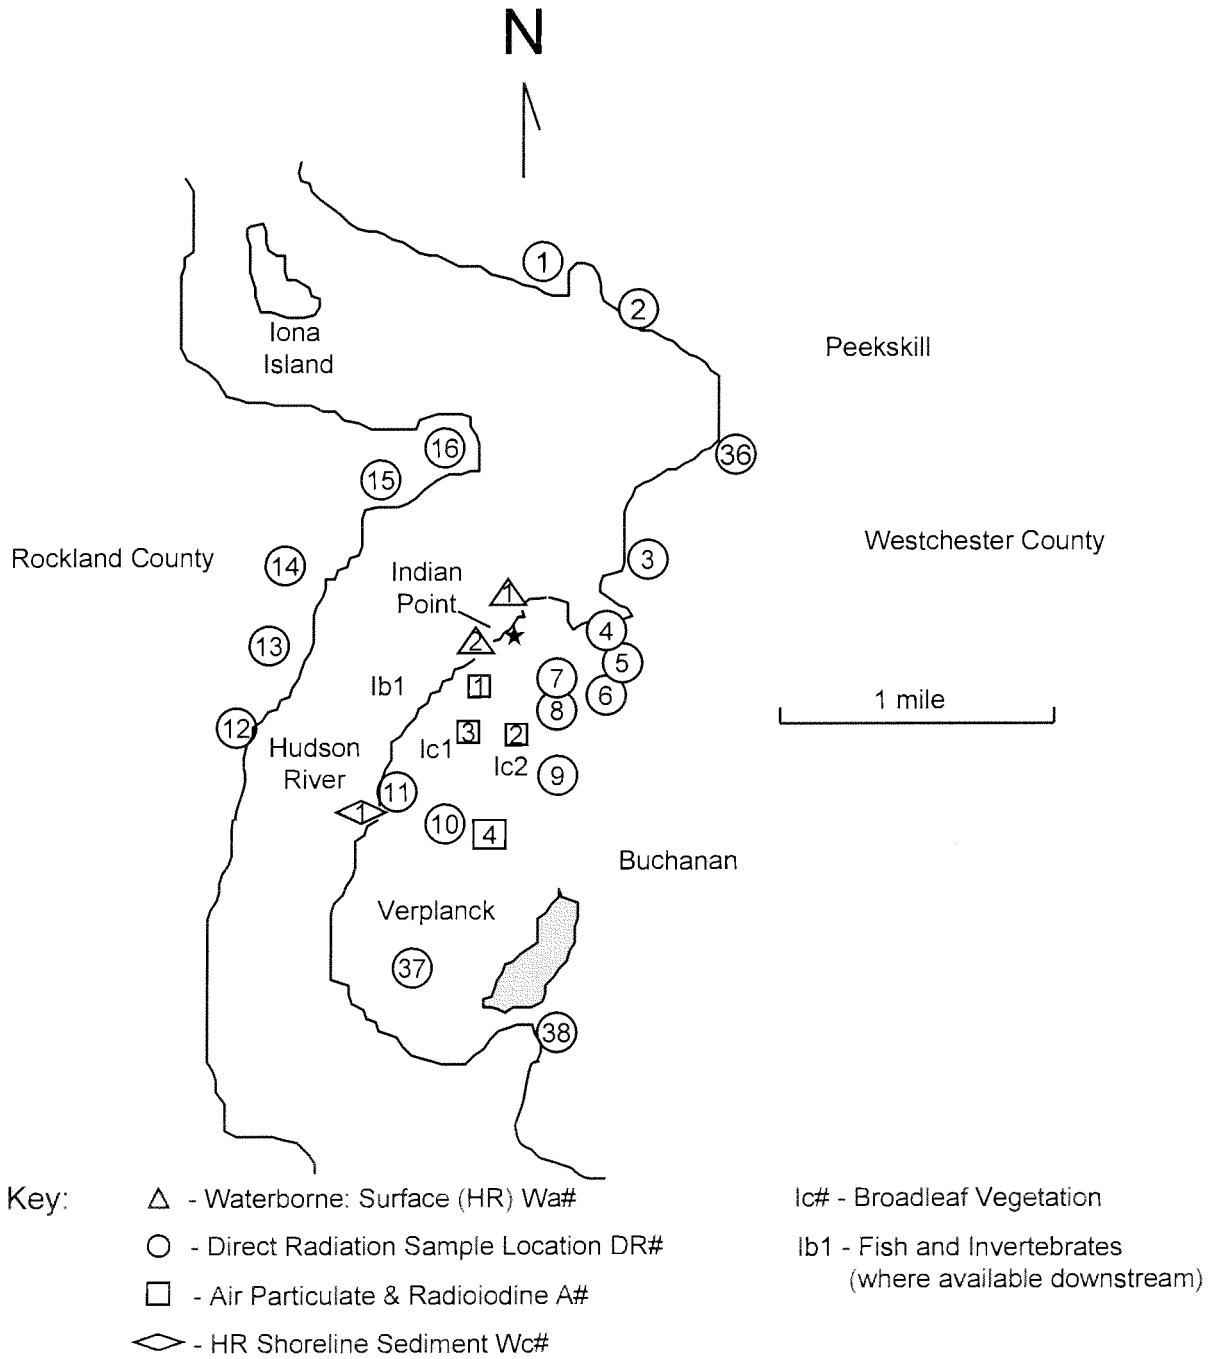 N
1
2
Iona
Island
Peekskill
16
36
15
Rockland County
14
3
Westchester County
Indian
Point
1
2
4
13
5
Ib1
1
7
6
8
1 mile
12
Hudson
River
Ic1
3
2
Ic2
9
11
1
10
4
Buchanan
Verplanck
37
38
Key:
- Waterborne: Surface (HR) Wa#
Ic# - Broadleaf Vegetation
- Direct Radiation Sample Location DR#
Ib1 - Fish and Invertebrates
(where available downstream)
- Air Particulate & Radioiodine A#
- HR Shoreline Sediment Wc#